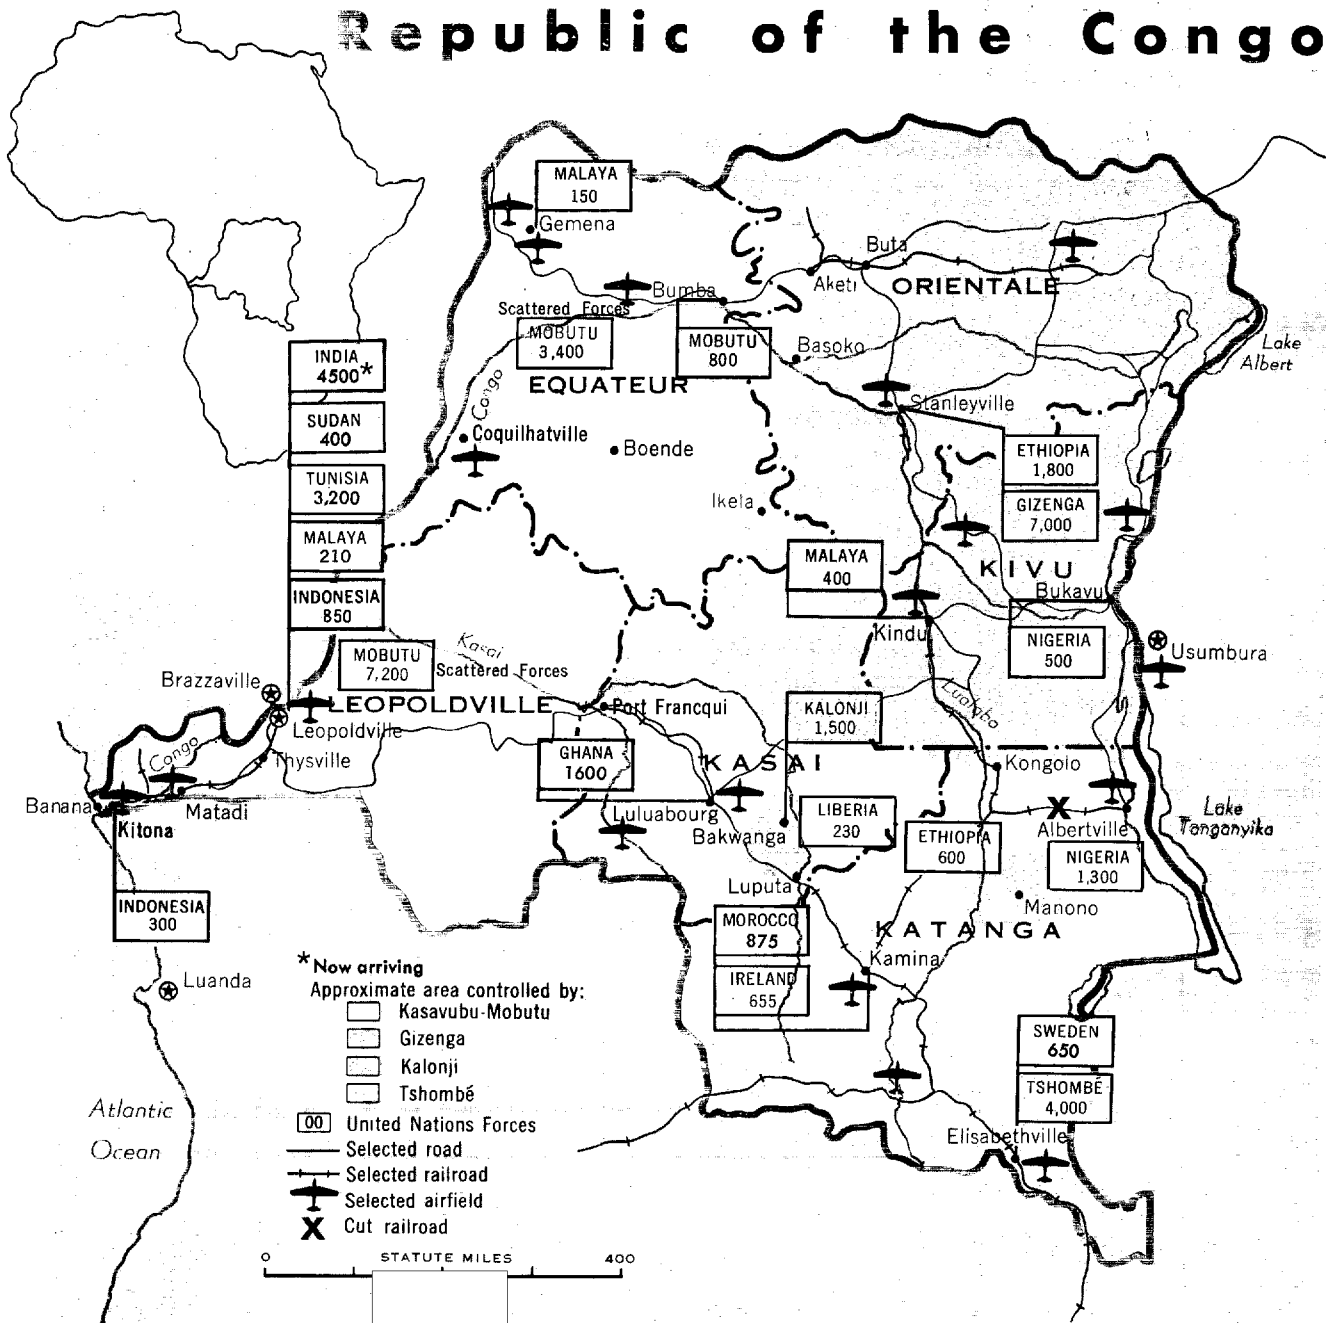 Republic of the Congo
MALAYA
150
Gemena
Buta
Aketi
ORIENTALE
Bumba
Scattered Forces
MOBUTU
3,400
MOBUTU
800
Basoko
Lake
Albert
INDIA
4500*
EQUATEUR
Congo
Stanleyville
SUDAN
400
Coquilhatville
Boende
ETHIOPIA
1,800
TUNISIA
3,200
Ikela
GIZENGA
7,000
MALAYA
210
MALAYA
400
KIVU
Bukavu
INDONESIA
850
Kindu
NIGERIA
500
Usumbura
MOBUTU
7,200
Kasai
Scattered Forces
Brazzaville
LEOPOLDVILLE
Port Francqui
KALONJI
1,500
Lualaba
Leopoldville
Congo
Thysville
GHANA
1600
KASAI
Kongolo
Banana
Matadi
Kitona
Luluabourg
Bakwanga
LIBERIA
230
ETHIOPIA
600
X
Albertville
Lake
Tanganyika
NIGERIA
1,300
Luputa
Manono
INDONESIA
300
MOROCCO
875
KATANGA
Kamina
IRELAND
655
Luanda
*Now arriving
Approximate area controlled by:
Kasavubu-Mobutu
Gizenga
Kalonji
Tshombé
00 United Nations Forces
Selected road
Selected railroad
Selected airfield
X Cut railroad
SWEDEN
650
TSHOMBÉ
4,000
Elisabethville
Atlantic
Ocean
0 STATUTE MILES 400